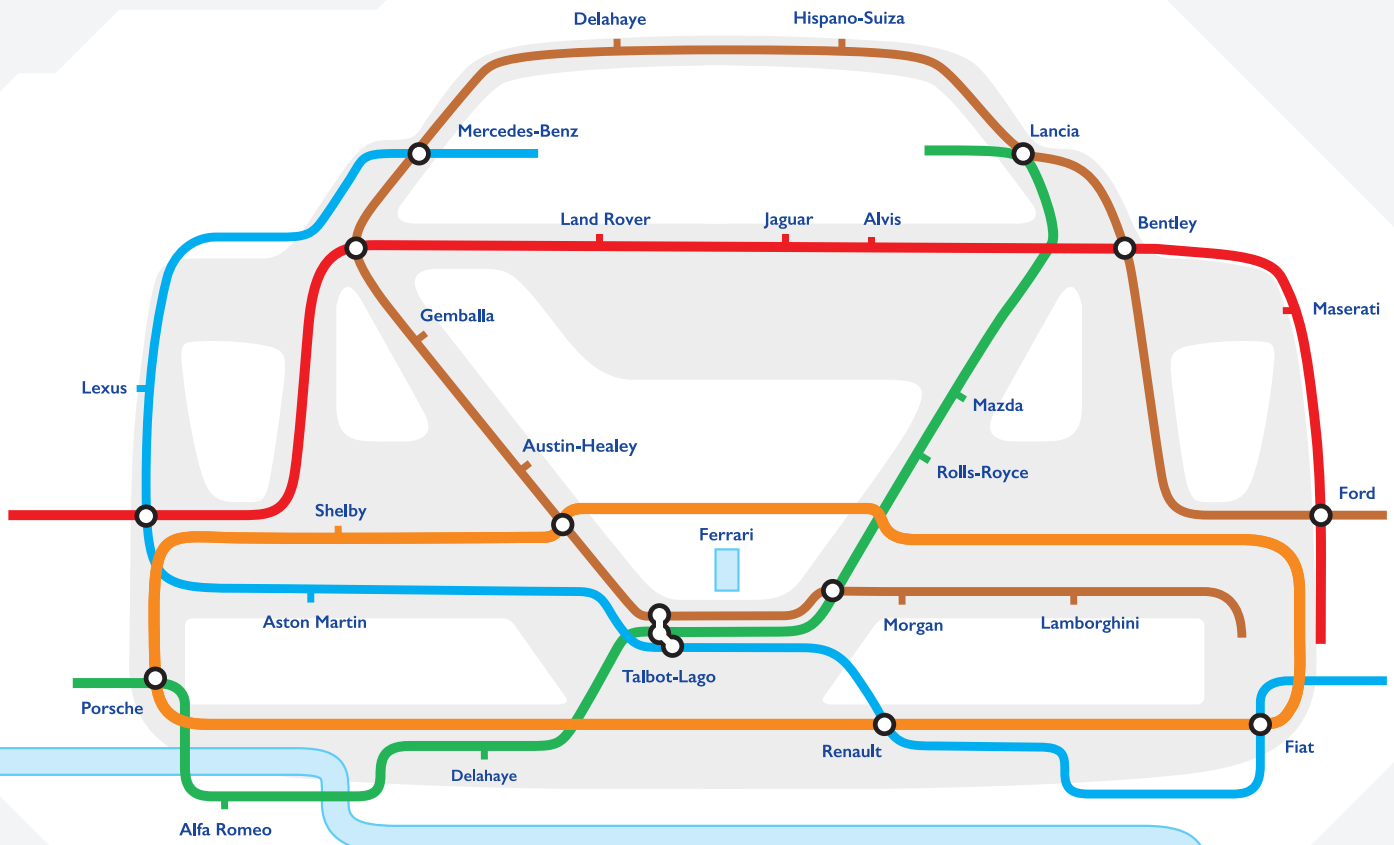 Delahaye
Hispano-Suiza
Mercedes-Benz
Lancia
Land Rover
Jaguar
Alvis
Bentley
Gemballa
Maserati
Lexus
Mazda
Austin-Healey
Rolls-Royce
Shelby
Ford
Ferrari
Aston Martin
Morgan
Lamborghini
Talbot-Lago
Porsche
Renault
Fiat
Delahaye
Alfa Romeo